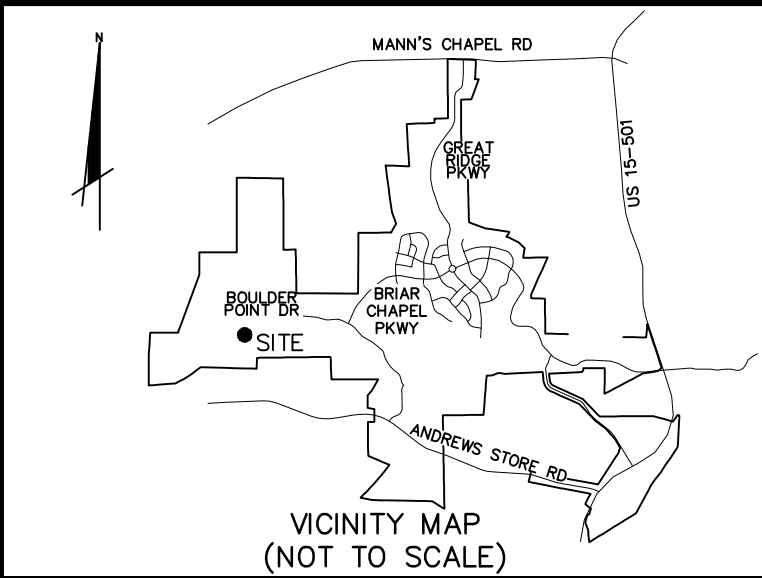 N
MANN'S CHAPEL RD
GREAT
RIDGE
PKWY
US 15-501
BOULDER
POINT DR
BRIAR
CHAPEL
PKWY
SITE
ANDREWS STORE RD
VICINITY MAP
(NOT TO SCALE)